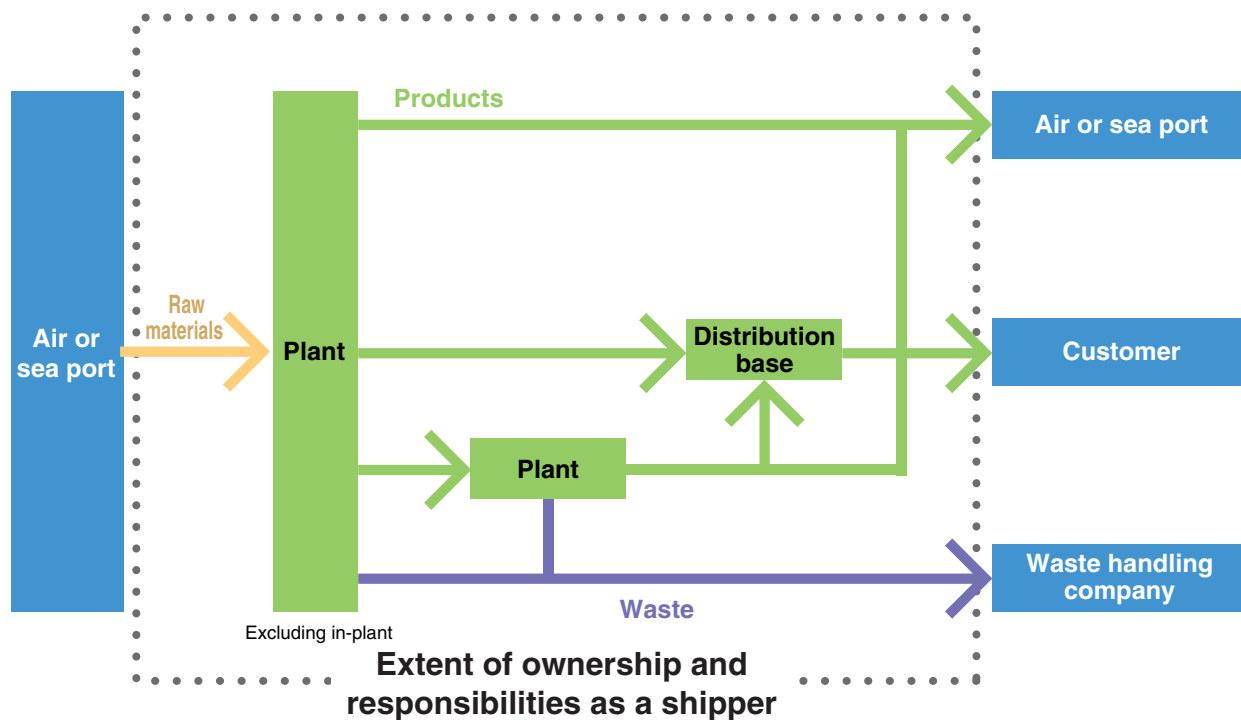 Products
Air or sea port
Raw
materials
Air or
sea port
Plant
Distribution
base
Customer
Plant
Waste handling
company
Waste
Excluding in-plant
Extent of ownership and
responsibilities as a shipper